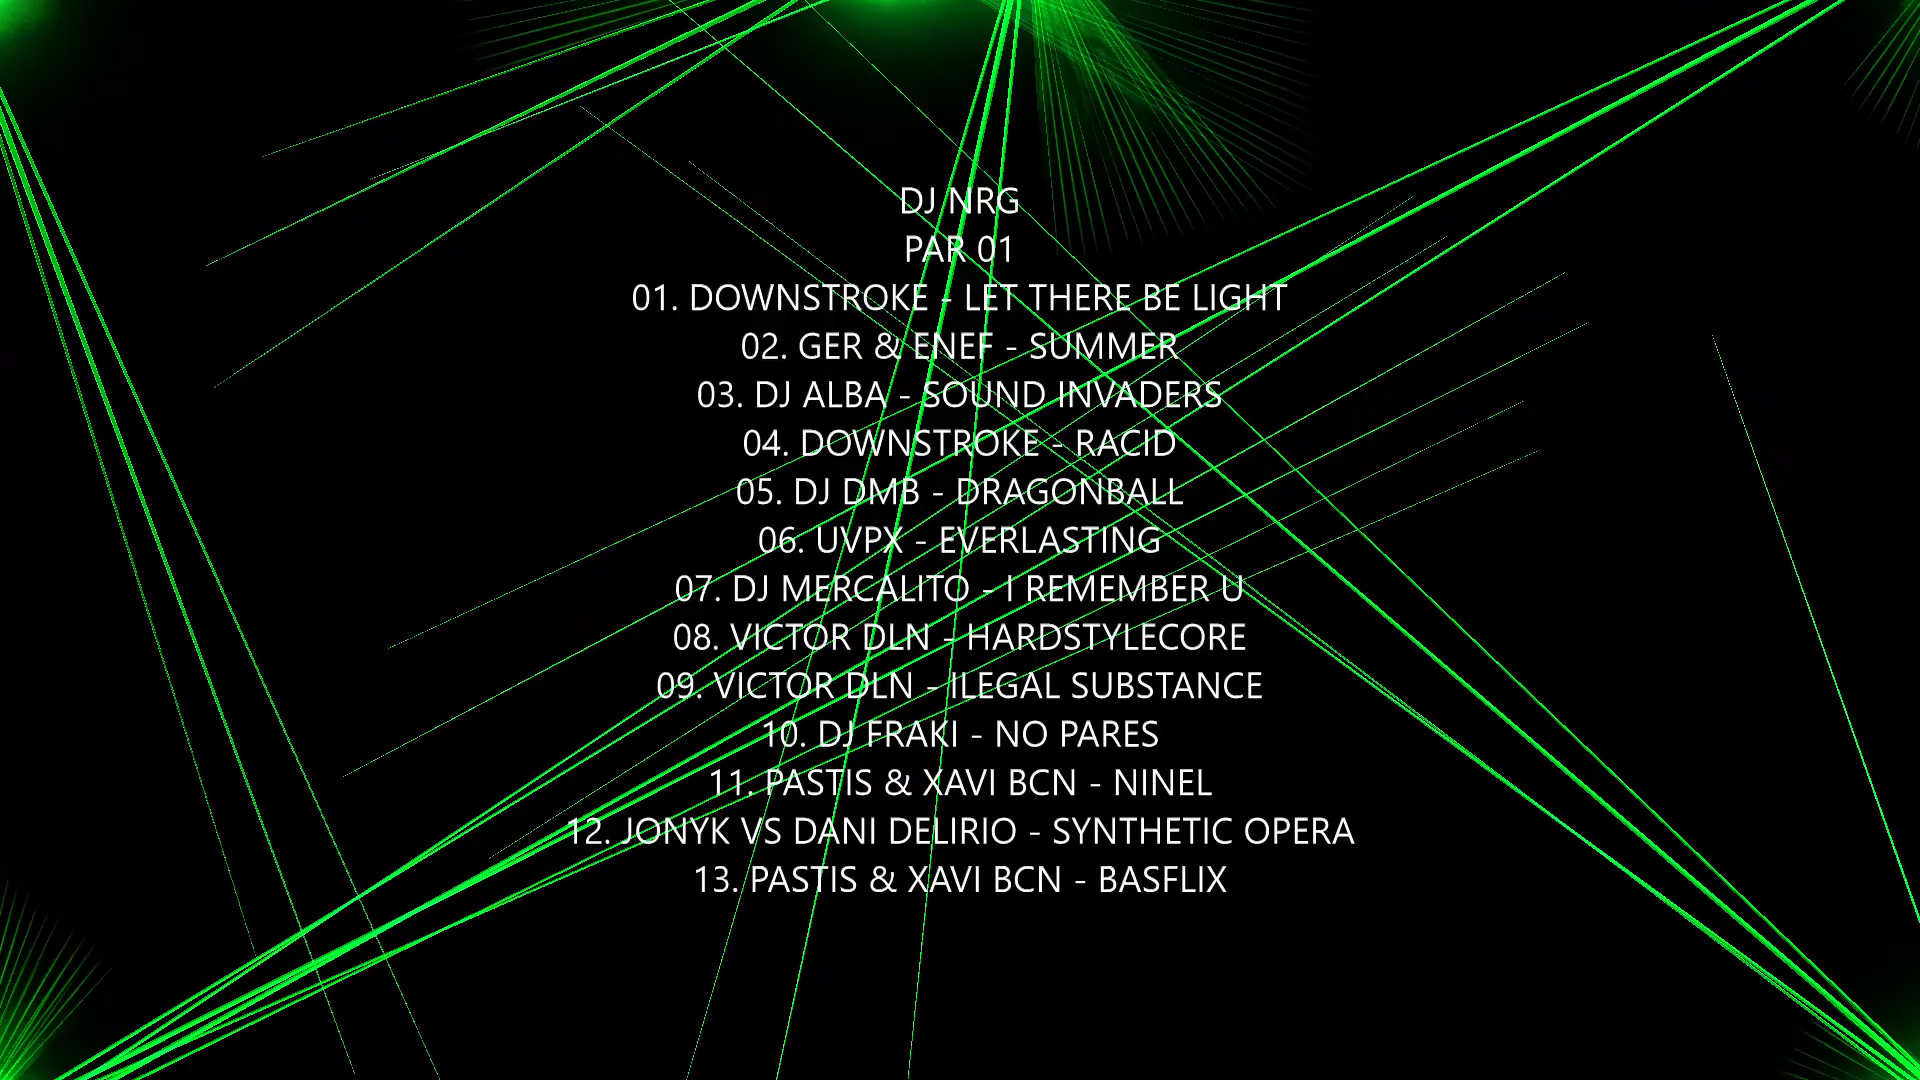 DJ NRG
PAR 01
01. DOWNSTROKE - LET THERE BE LIGHT
02. GER & ENEF - SUMMER
03. DJ ALBA - SOUND INVADERS
04. DOWNSTROKE - RACID
05. DJ DMB - DRAGONBALL
06. UVPX - EVERLASTING
07. DJ MERCALITO - I REMEMBER U
08. VICTOR DLN - HARDSTYLECORE
09. VICTOR DLN - ILEGAL SUBSTANCE
10. DJ FRAKI - NO PARES
11. PASTIS & XAVI BCN - NINEL
12. JONYK VS DANI DELIRIO - SYNTHETIC OPERA
13. PASTIS & XAVI BCN - BASFLIX